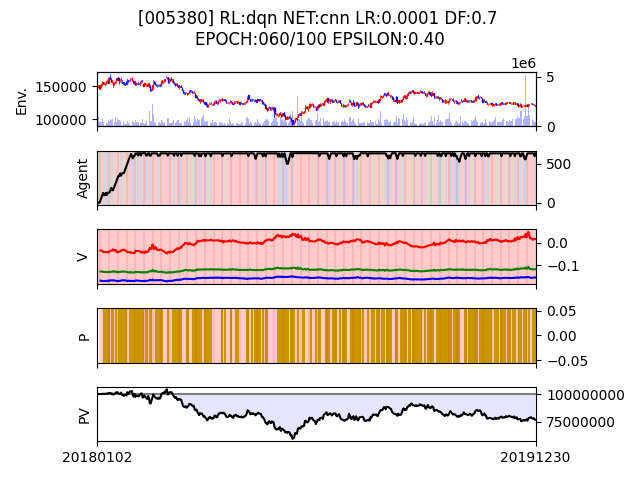 [005380] RL:dqn NET:cnn LR:0.0001 DF:0.7
EPOCH:060/100 EPSILON:0.40
1e6
Env.
150000
100000
5
0
Agent
500
0
V
0.0
−0.1
P
0.05
0.00
−0.05
PV
100000000
75000000
20180102
20191230